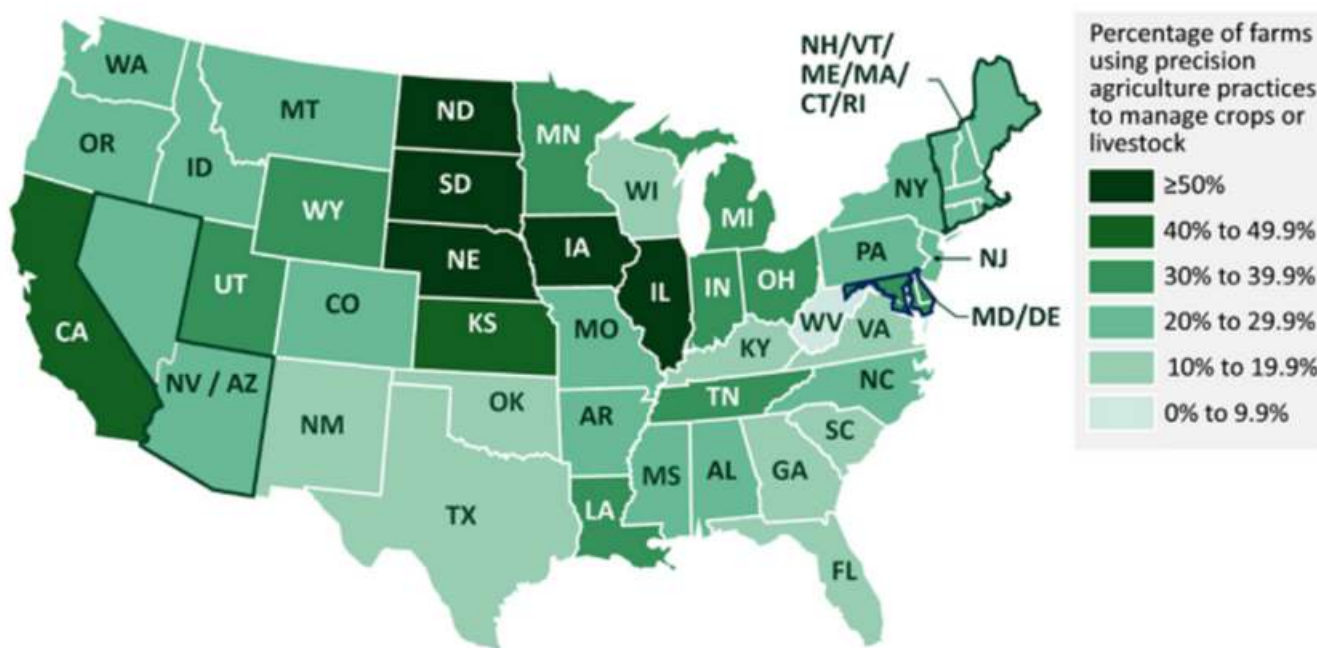 WA
MT
ND
MN
NH/VT/
ME/MA/
CT/RI
OR
ID
WY
SD
WI
MI
NY
NE
IA
PA
NJ
UT
CO
IL
IN
OH
MD/DE
CA
KS
MO
WV
VA
KY
NV / AZ
NM
OK
AR
TN
NC
SC
MS
AL
GA
TX
LA
FL
Percentage of farms
using precision
agriculture practices
to manage crops or
livestock
≥50%
40% to 49.9%
30% to 39.9%
20% to 29.9%
10% to 19.9%
0% to 9.9%